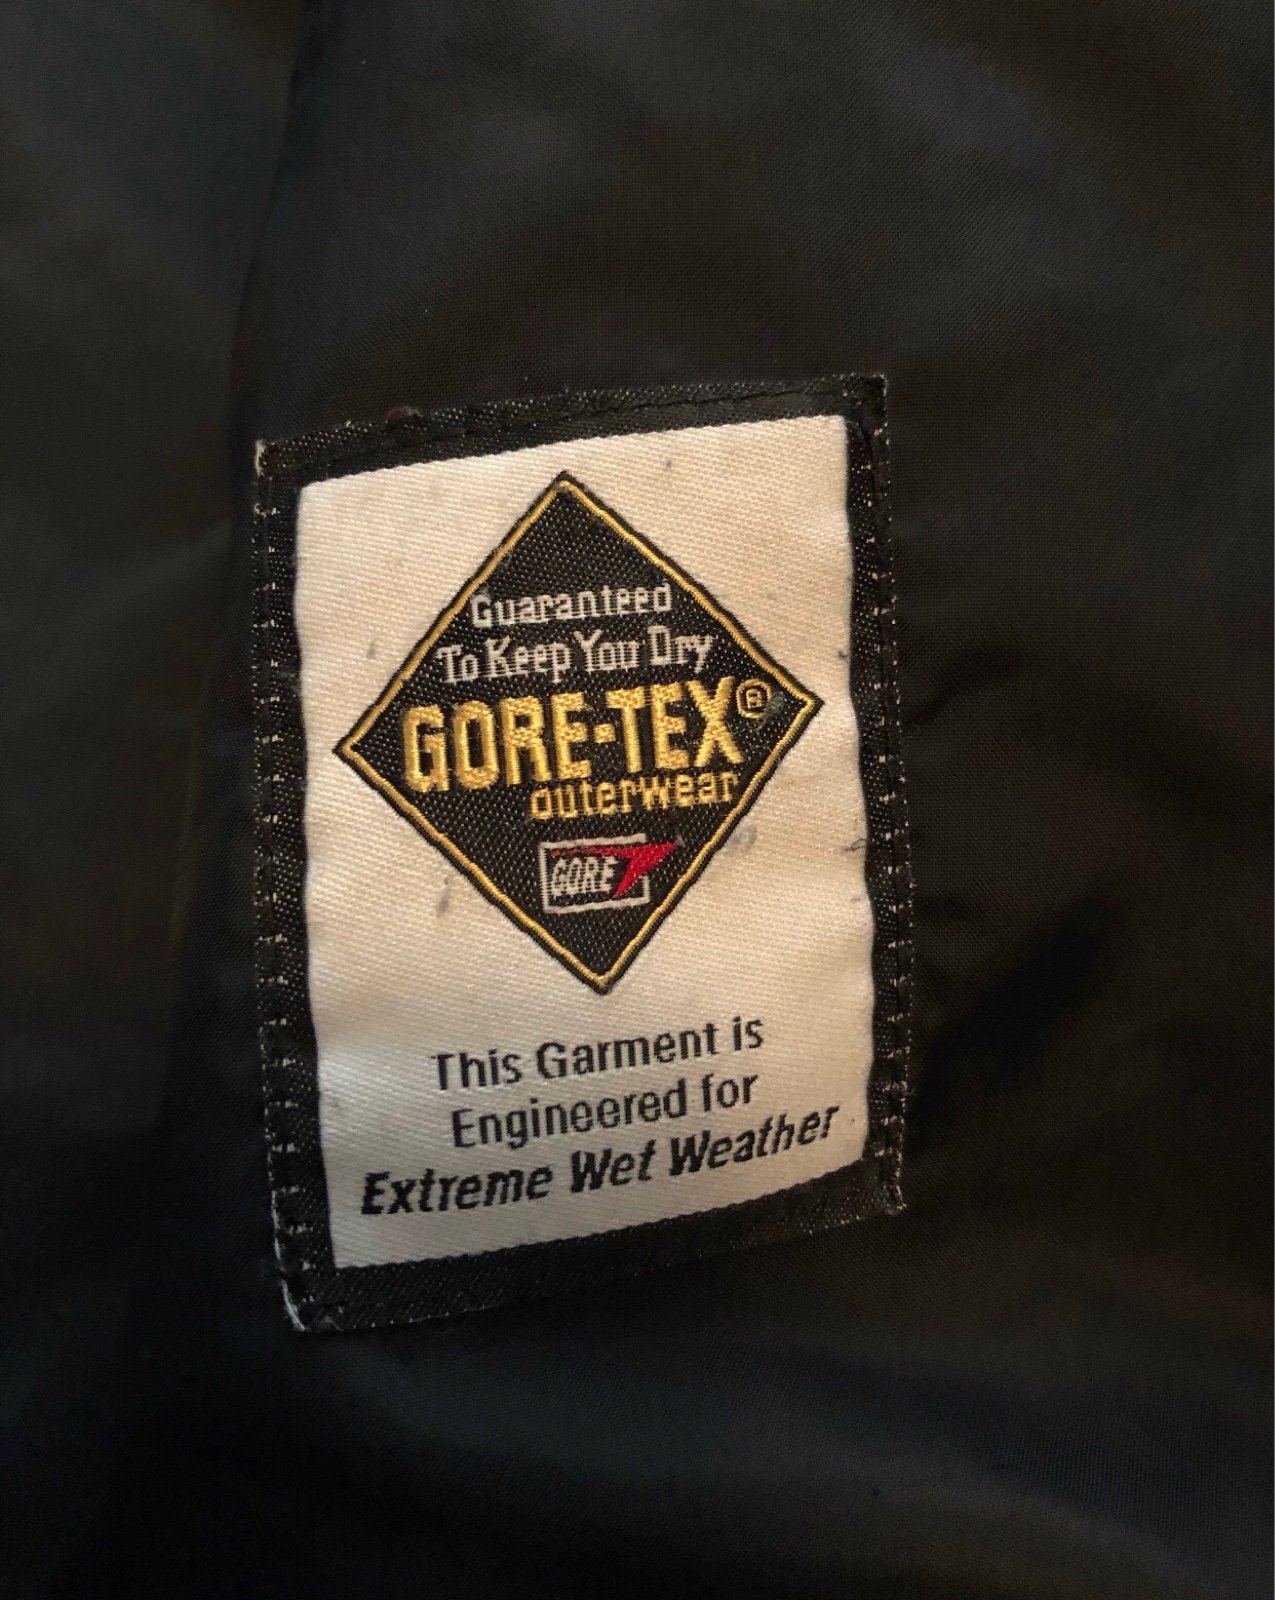 Guaranteed
To Keep You Dry
GORE-TEX®
outerwear
GORE
This Garment is
Engineered for
Extreme Wet Weather